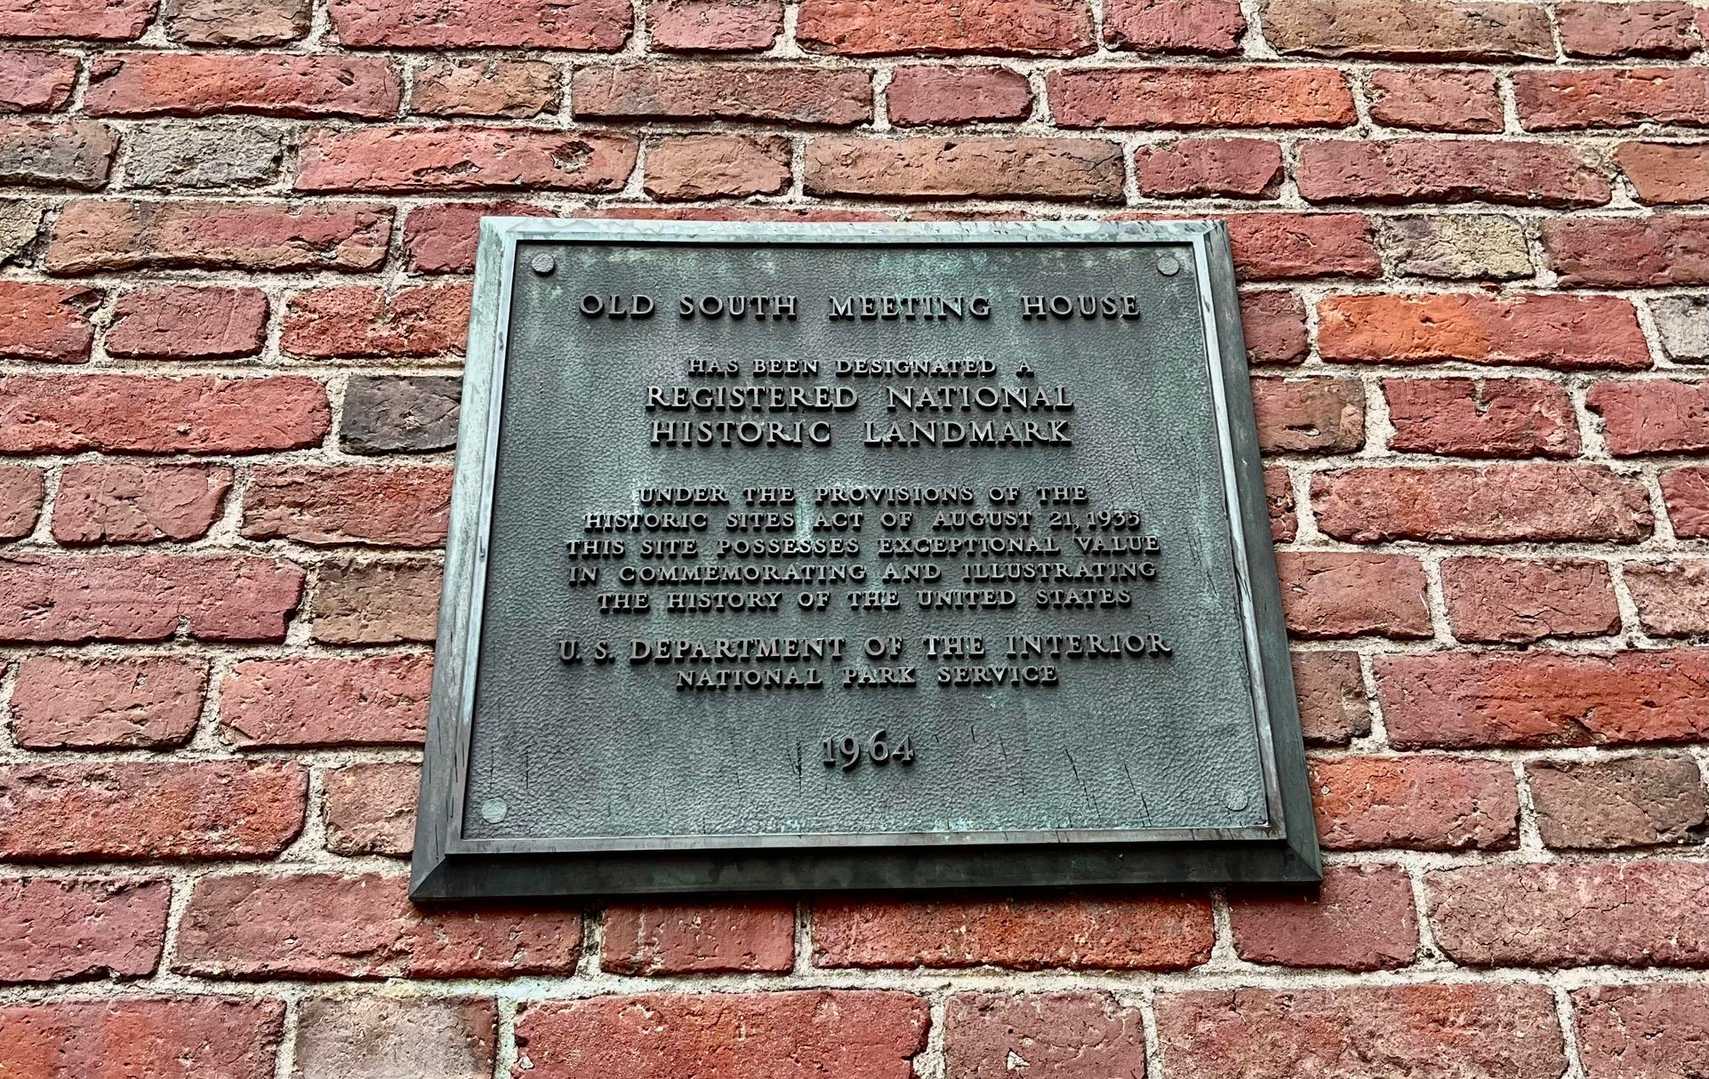 OLD SOUTH MEETING HOUSE
HAS BEEN DESIGNATED A
REGISTERED NATIONAL
HISTORIC LANDMARK
UNDER THE PROVISIONS OF THE
HISTORIC SITES ACT OF AUGUST 21, 1935
THIS SITE POSSESSES EXCEPTIONAL VALUE
IN COMMEMORATING AND ILLUSTRATING
THE HISTORY OF THE UNITED STATES
U. S. DEPARTMENT OF THE INTERIOR
NATIONAL PARK SERVICE
1964